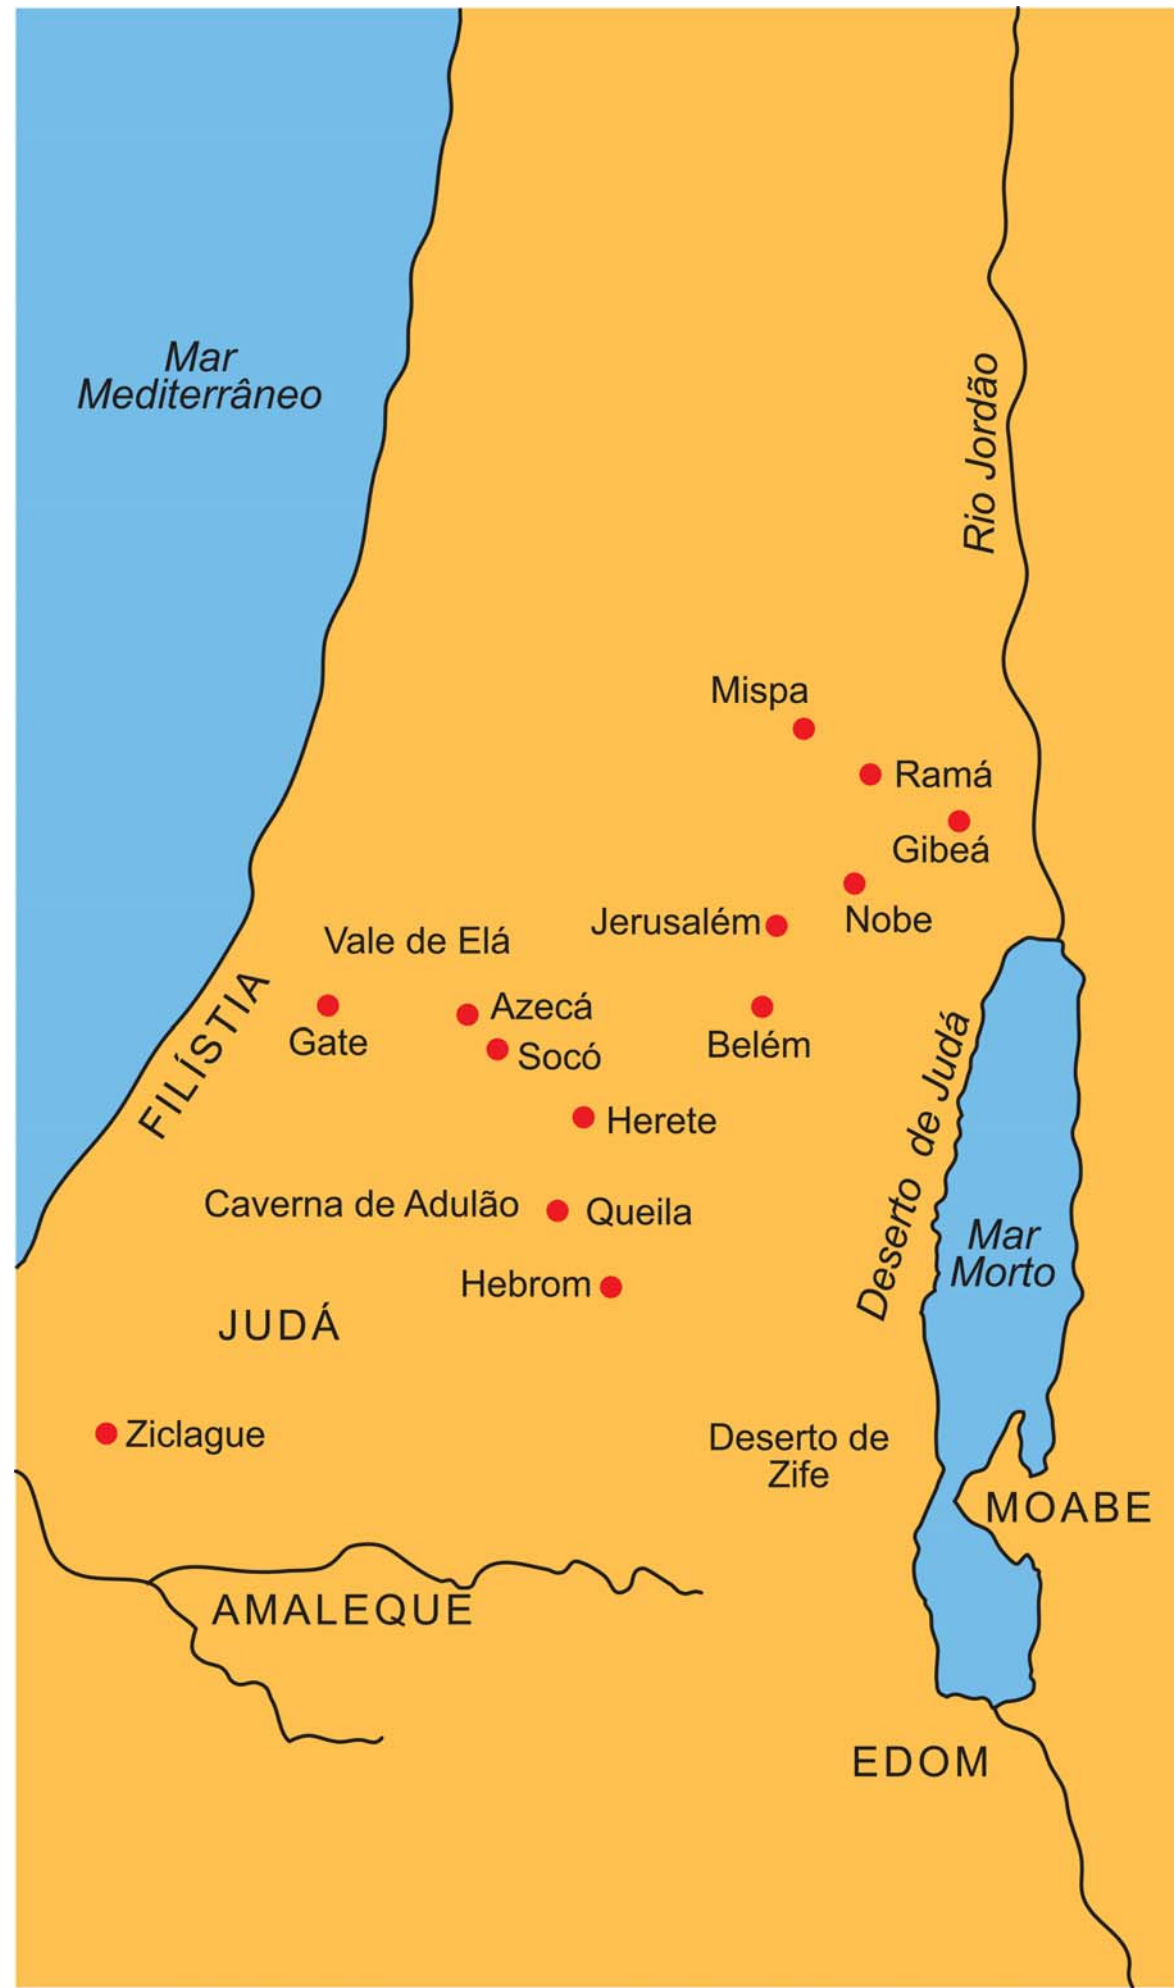 Mar
Mediterrâneo
Rio Jordão
Mispa
Ramá
Gibeá
Nobe
Jerusalém
Vale de Elá
Azecá
Gate
Socó
Belém
FILÍSTIA
Deserto de Judá
Herete
Caverna de Adulão
Queila
Mar
Morto
Hebrom
JUDÁ
Ziclague
Deserto de
Zife
MOABE
AMALEQUE
EDOM